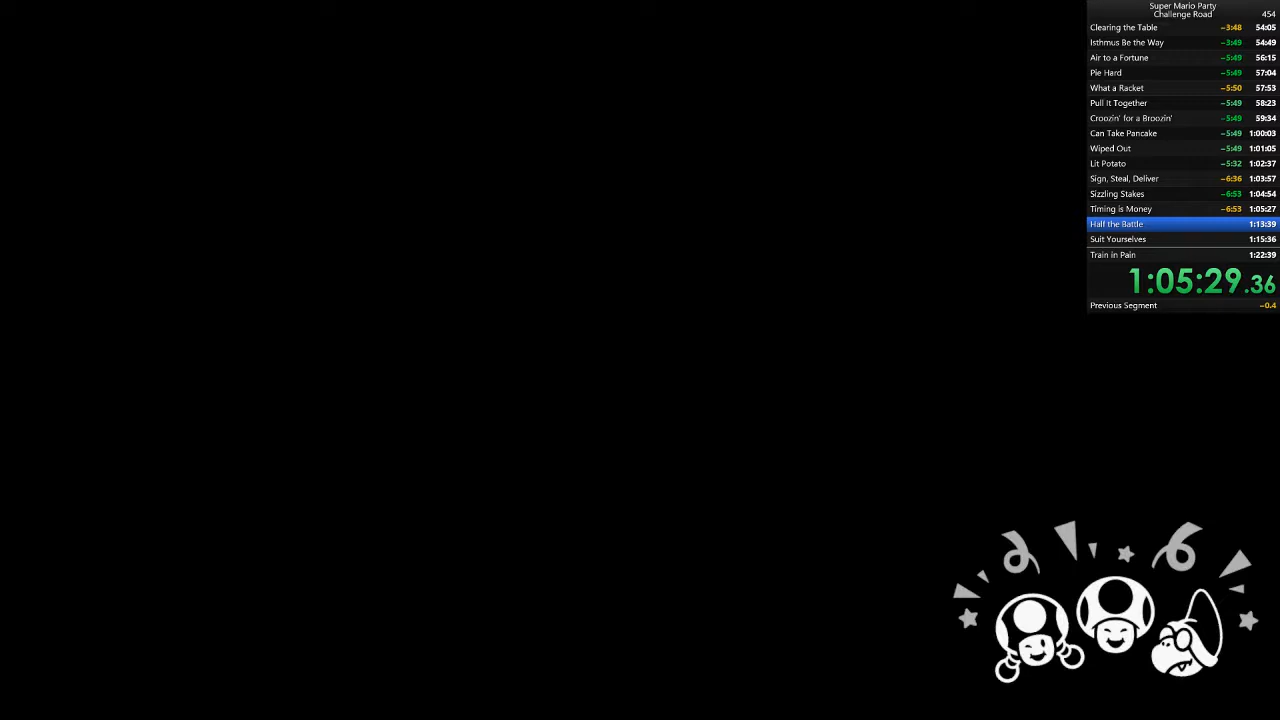 Super Mario Party
Challenge Road 454
Clearing the Table −3:48 54:05
Isthmus Be the Way −3:49 54:49
Air to a Fortune −5:49 56:15
Pie Hard −5:49 57:04
What a Racket −5:50 57:53
Pull It Together −5:49 58:23
Croozin' for a Broozin' −5:49 59:34
Can Take Pancake −5:49 1:00:03
Wiped Out −5:49 1:01:05
Lit Potato −5:32 1:02:37
Sign, Steal, Deliver −6:36 1:03:57
Sizzling Stakes −6:53 1:04:54
Timing is Money −6:53 1:05:27
Half the Battle 1:13:39
Suit Yourselves 1:15:36
Train in Pain 1:22:39
1:05:29.36
Previous Segment −0.4